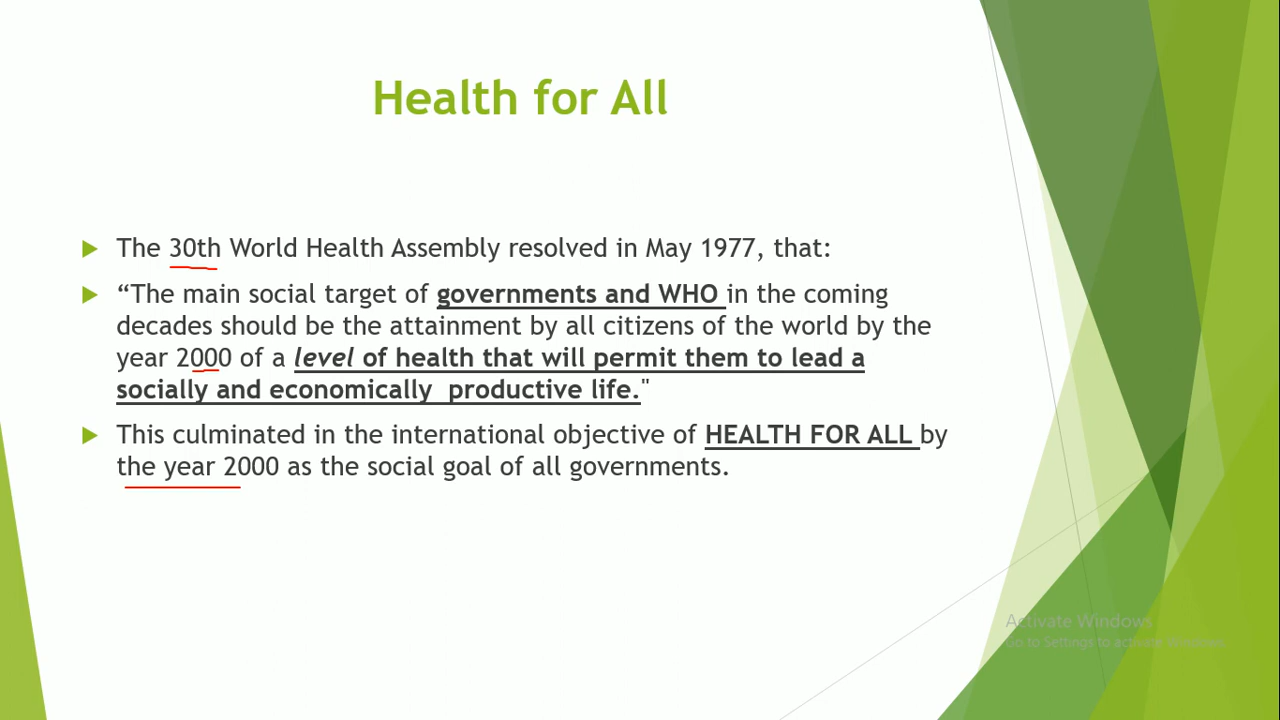 Health for All
The 30th World Health Assembly resolved in May 1977, that:
“The main social target of governments and WHO in the coming
decades should be the attainment by all citizens of the world by the
year 2000 of a level of health that will permit them to lead a
socially and economically productive life."
This culminated in the international objective of HEALTH FOR ALL by
the year 2000 as the social goal of all governments.
Activate Windows
Go to Settings to activate Windows.